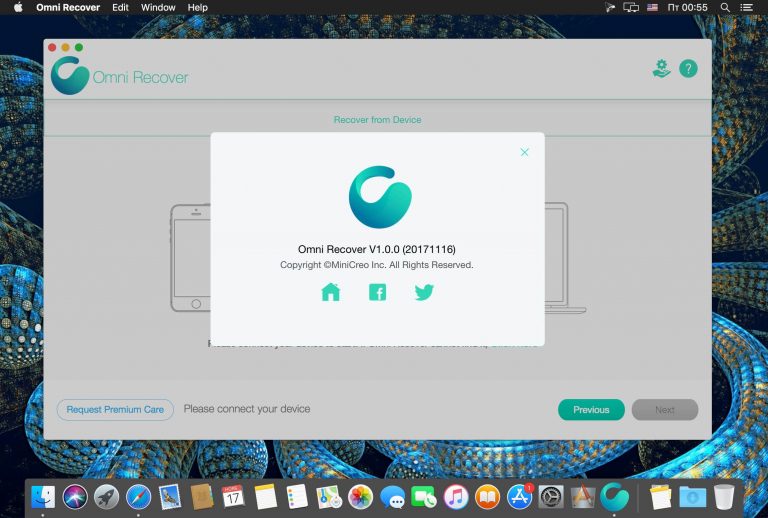 Omni Recover Edit Window Help Пт 00:55
Omni Recover
?
Recover from Device
Omni Recover V1.0.0 (20171116)
Copyright ©MiniCreo Inc. All Rights Reserved.
Request Premium Care
Please connect your device
Previous
Next
17
1